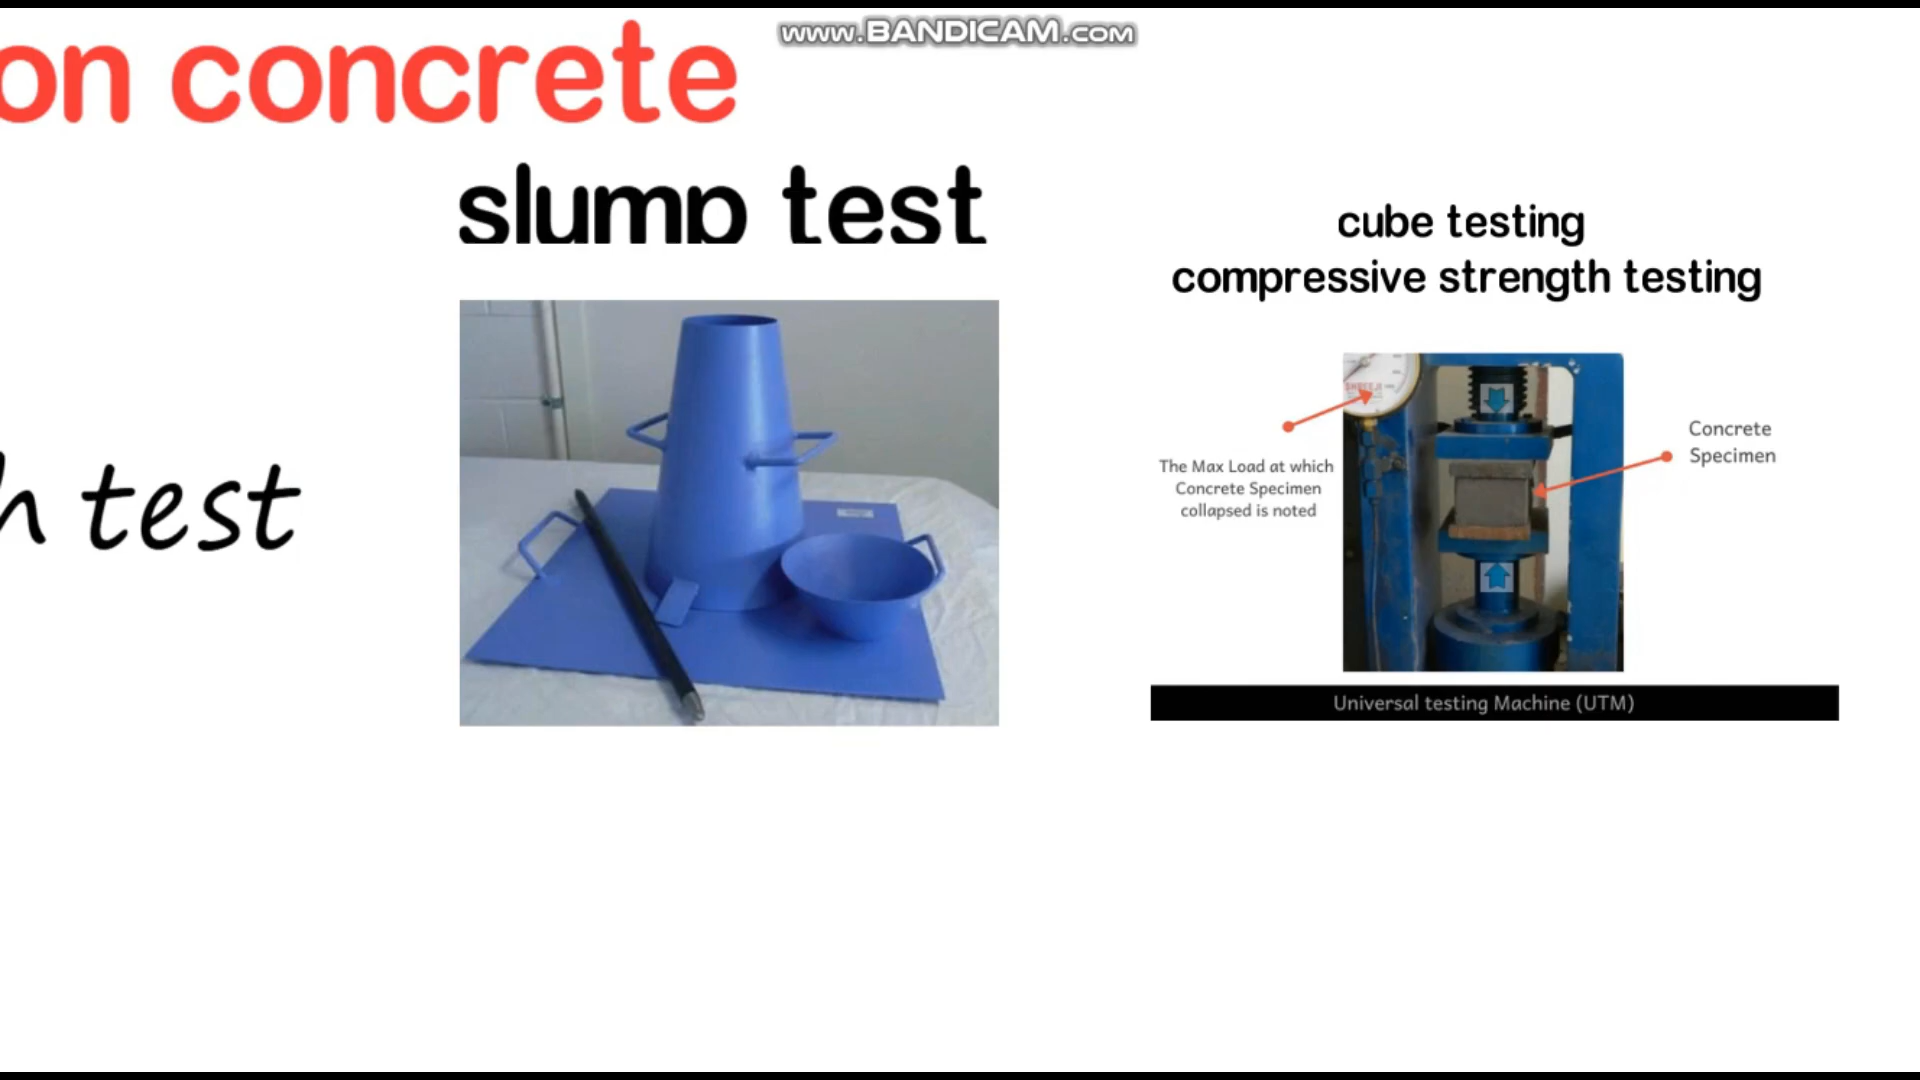 www.BANDICAM.com
on concrete
slump test
cube testing
compressive strength testing
h test
The Max Load at which
Concrete Specimen
collapsed is noted
Concrete
Specimen
Universal testing Machine (UTM)